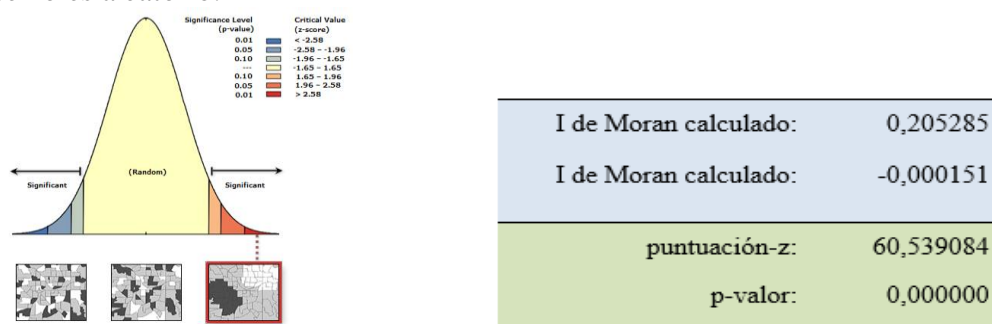 Significance Level (p-value) Critical Value (z-score)
0.01 < -2.58
0.05 -2.58 – -1.96
0.10 -1.96 – -1.65
--- -1.65 – 1.65
0.10 1.65 – 1.96
0.05 1.96 – 2.58
0.01 > 2.58
Significant
(Random)
Significant
I de Moran calculado: 0,205285
I de Moran calculado: -0,000151
puntuación-z: 60,539084
p-valor: 0,000000